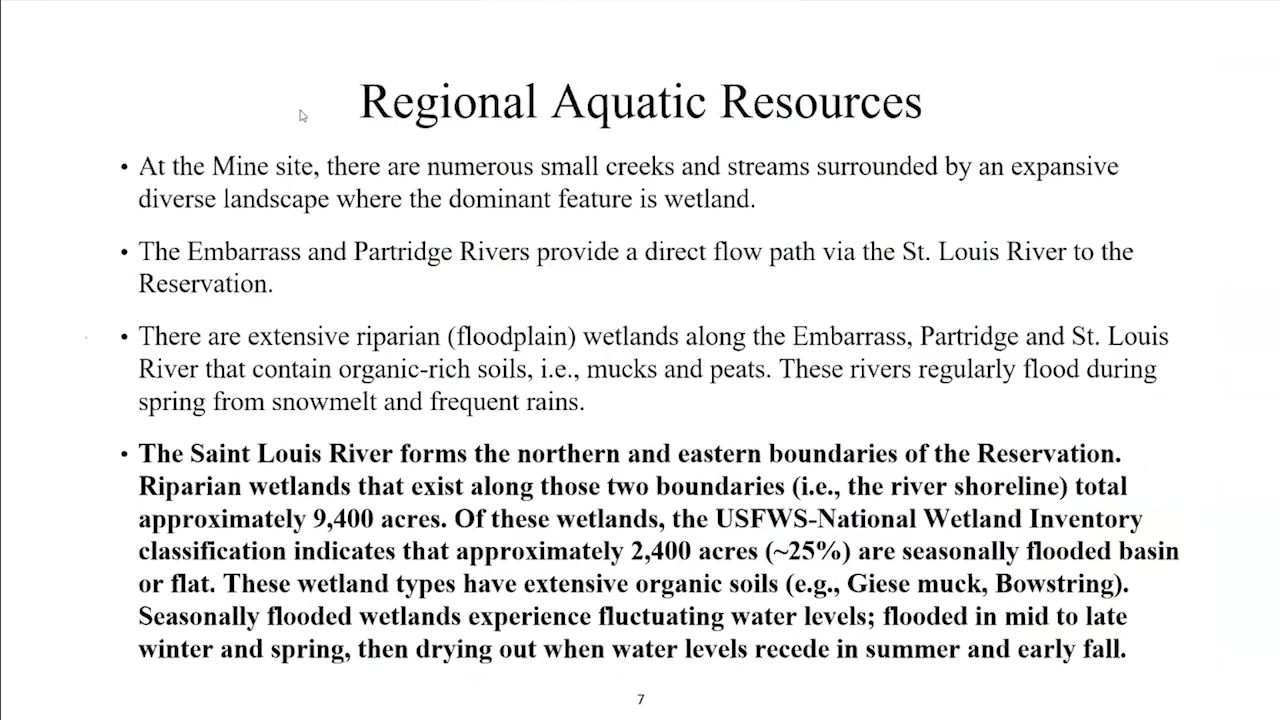 Regional Aquatic Resources
• At the Mine site, there are numerous small creeks and streams surrounded by an expansive
diverse landscape where the dominant feature is wetland.
• The Embarrass and Partridge Rivers provide a direct flow path via the St. Louis River to the
Reservation.
• There are extensive riparian (floodplain) wetlands along the Embarrass, Partridge and St. Louis
River that contain organic-rich soils, i.e., mucks and peats. These rivers regularly flood during
spring from snowmelt and frequent rains.
• The Saint Louis River forms the northern and eastern boundaries of the Reservation.
Riparian wetlands that exist along those two boundaries (i.e., the river shoreline) total
approximately 9,400 acres. Of these wetlands, the USFWS-National Wetland Inventory
classification indicates that approximately 2,400 acres (~25%) are seasonally flooded basin
or flat. These wetland types have extensive organic soils (e.g., Giese muck, Bowstring).
Seasonally flooded wetlands experience fluctuating water levels; flooded in mid to late
winter and spring, then drying out when water levels recede in summer and early fall.
7